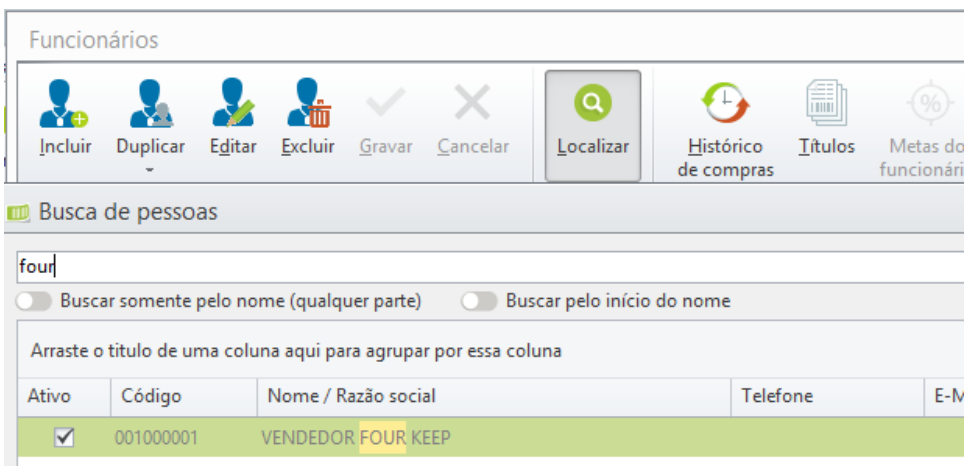 Funcionários
Incluir Duplicar Editar Excluir Gravar Cancelar Localizar Histórico de compras Títulos Metas do
Busca de pessoas
four
Buscar somente pelo nome (qualquer parte) Buscar pelo início do nome
Arraste o titulo de uma coluna aqui para agrupar por essa coluna
Ativo Código Nome / Razão social Telefone E-M
001000001 VENDEDOR FOUR KEEP